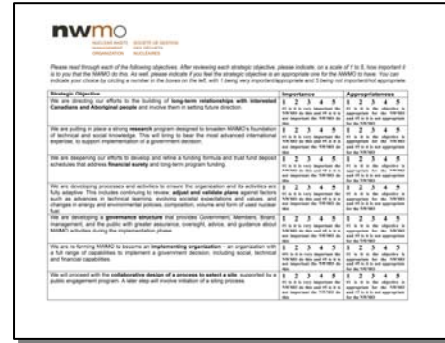 nwmo
NUCLEAR WASTE SOCIÉTÉ DE GESTION
MANAGEMENT DES DÉCHETS
ORGANIZATION NUCLÉAIRES
Please read through each of the following objectives. After reviewing each strategic objective, please indicate, on a scale of 1 to 5, how important it
is to you that the NWMO do this. As well, please indicate if you feel the strategic objective is an appropriate one for the NWMO to have. You can
indicate your choice by circling a number in the boxes on the left, with 1 being very important/appropriate and 5 being not important/not appropriate.
Strategic Objective Importance Appropriateness
We are directing our efforts to the building of long-term relationships with interested
Canadians and Aboriginal people and involve them in setting future direction.
1 2 3 4 5 1 2 3 4 5
We are putting in place a strong research program designed to broaden NWMO's foundation
of technical and social knowledge. This will bring to bear the most advanced international
expertise, to support implementation of a government decision.
1 2 3 4 5 1 2 3 4 5
We are deepening our efforts to develop and refine a funding formula and trust fund deposit
schedules that address financial surety and long-term program funding.
1 2 3 4 5 1 2 3 4 5
We are developing processes and activities to ensure the organization and its activities are
fully adaptive. This includes continuing to review, adjust and validate plans against factors
such as advances in technical learning, evolving societal expectations and values, and
changes in energy and environmental policies, composition, volume and form of used nuclear
fuel.
1 2 3 4 5 1 2 3 4 5
We are developing a governance structure that provides Government, Members, Board,
management, and the public with greater assurance, oversight, advice, and guidance about
NWMO activities during the implementation phase.
1 2 3 4 5 1 2 3 4 5
We are re-forming NWMO to become an implementing organization - an organisation with
a full range of capabilities to implement a government decision, including social, technical
and financial capabilities.
1 2 3 4 5 1 2 3 4 5
We will proceed with the collaborative design of a process to select a site, supported by a
public engagement program. A later step will involve initiation of a siting process.
1 2 3 4 5 1 2 3 4 5